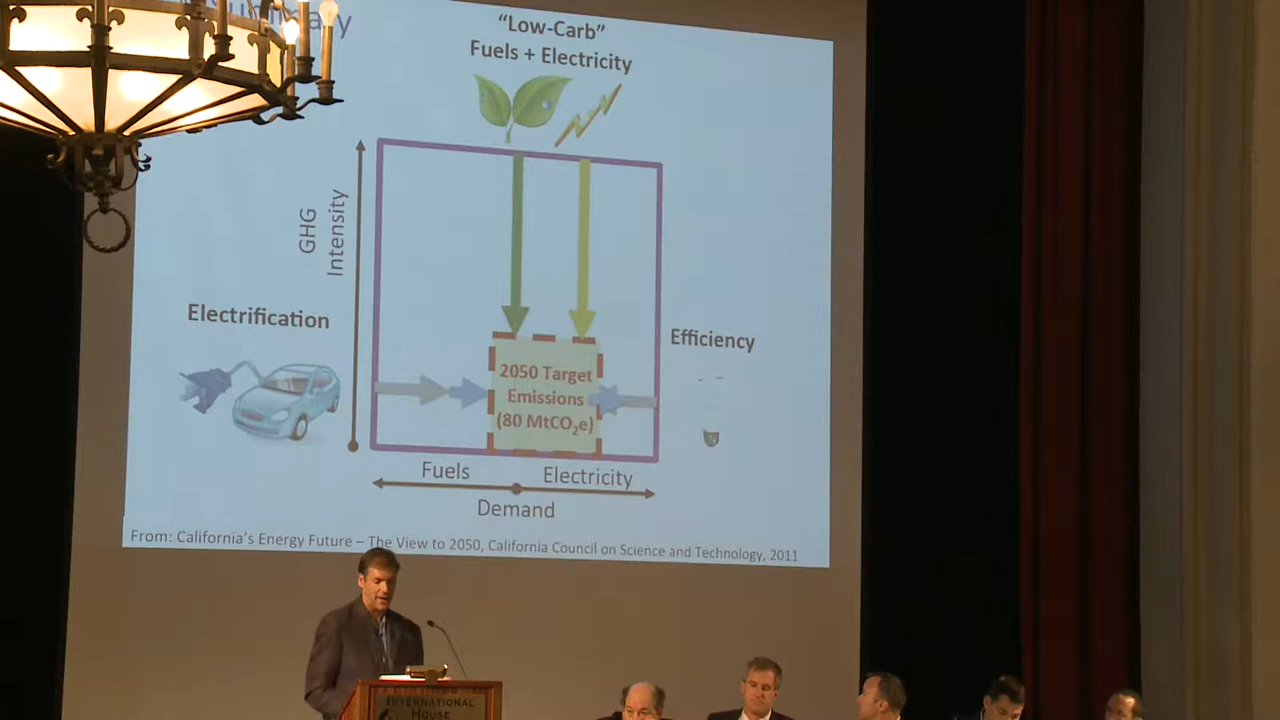 "Low-Carb"
Fuels + Electricity
GHG
Intensity
Electrification
Efficiency
2050 Target
Emissions
(80 MtCO₂e)
Fuels
Electricity
Demand
From: California's Energy Future – The View to 2050, California Council on Science and Technology, 2011
INTERNATIONAL
HOUSE